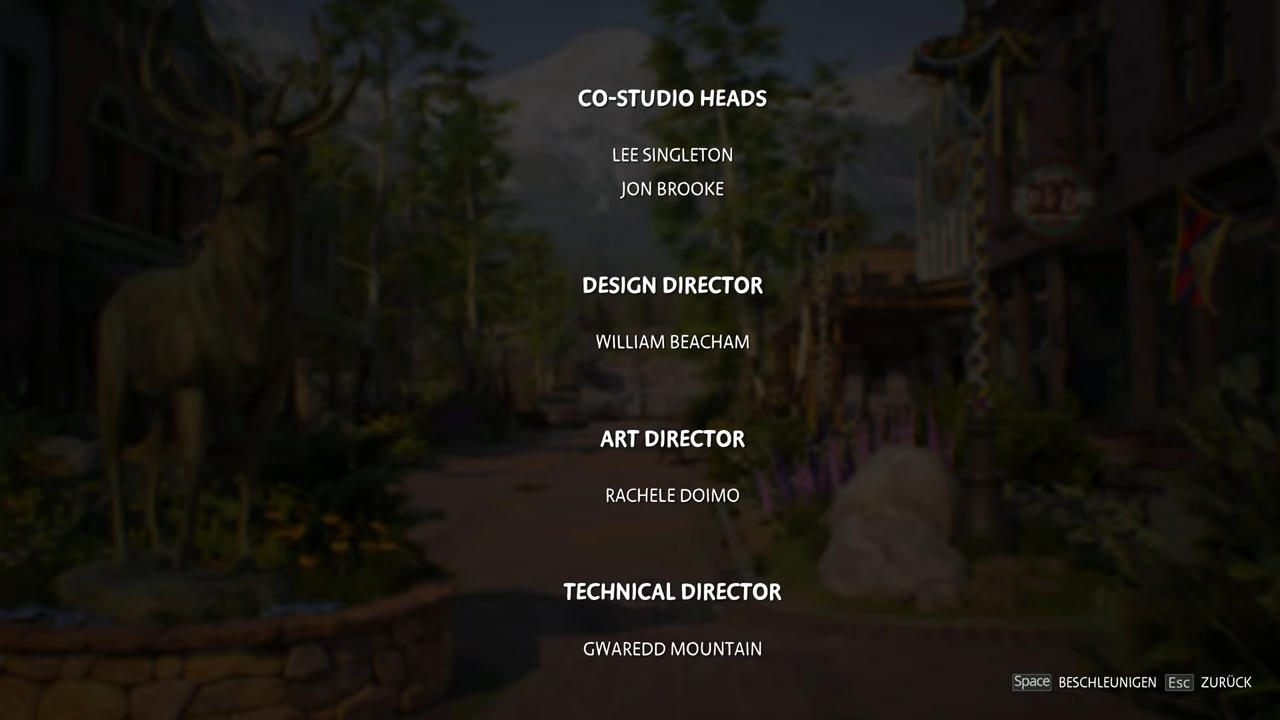 CO-STUDIO HEADS
LEE SINGLETON
JON BROOKE
DESIGN DIRECTOR
WILLIAM BEACHAM
ART DIRECTOR
RACHELE DOIMO
TECHNICAL DIRECTOR
GWAREDD MOUNTAIN
Space BESCHLEUNIGEN Esc ZURÜCK